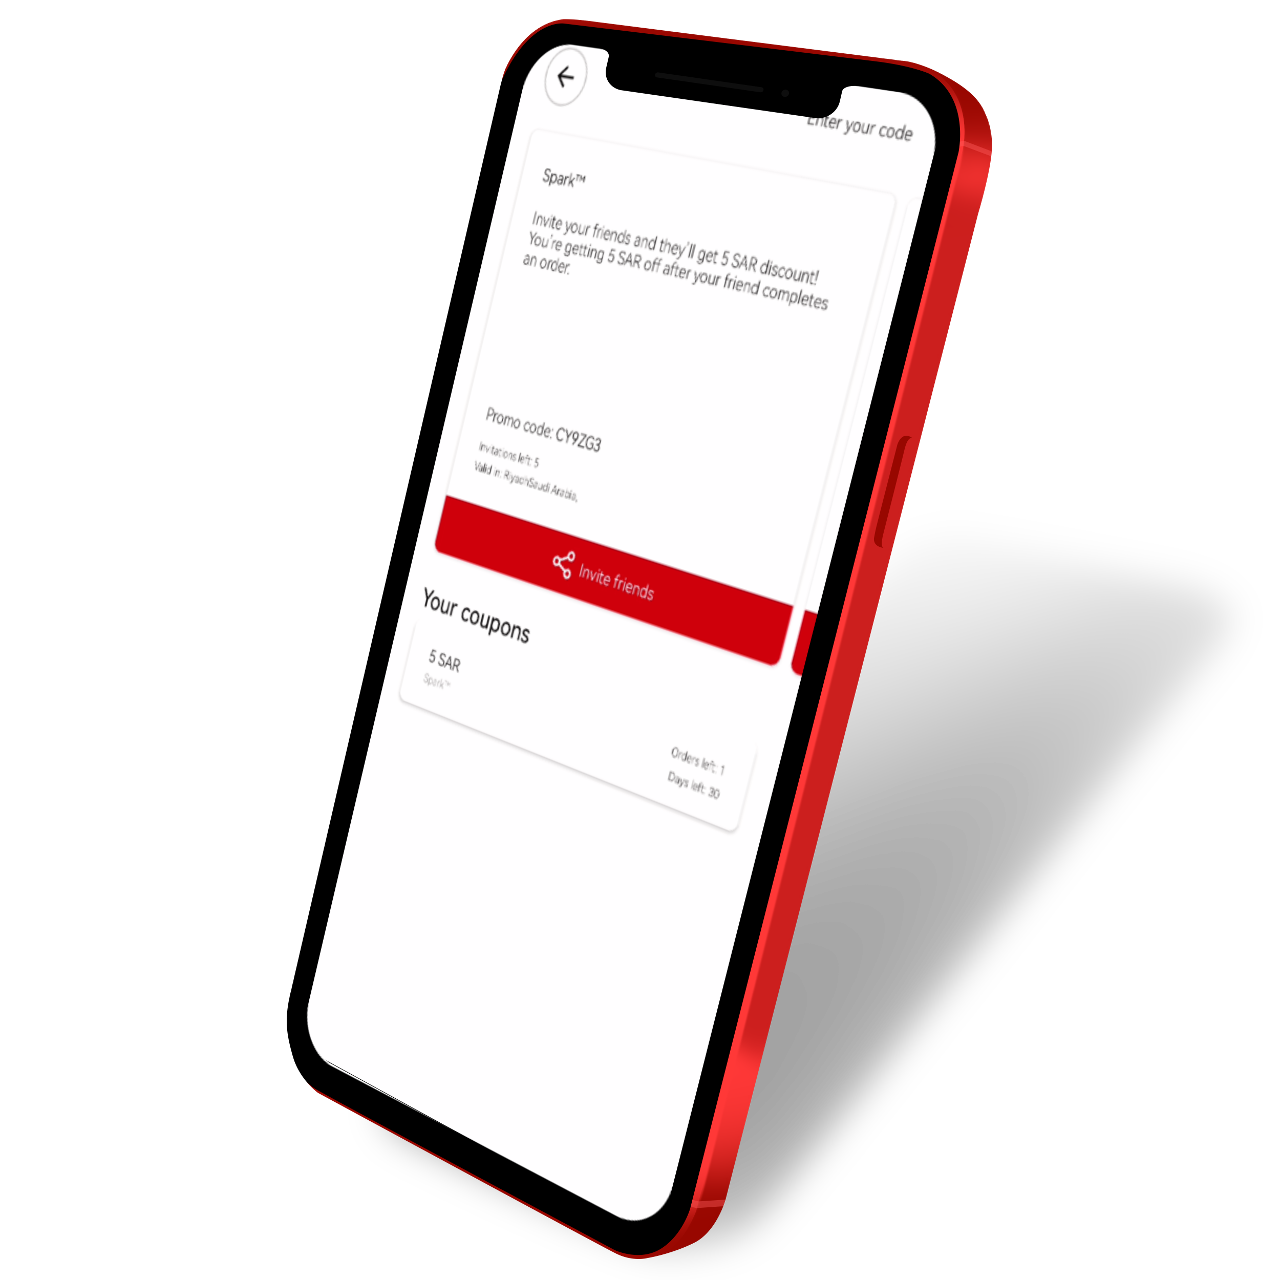 Enter your code
Spark™
Invite your friends and they'll get 5 SAR discount!
You're getting 5 SAR off after your friend completes
an order.
Promo code: CY9ZG3
Invitations left: 5
Valid in: RiyadhSaudi Arabia,
Invite friends
Your coupons
5 SAR
Spark™
Orders left: 1
Days left: 30